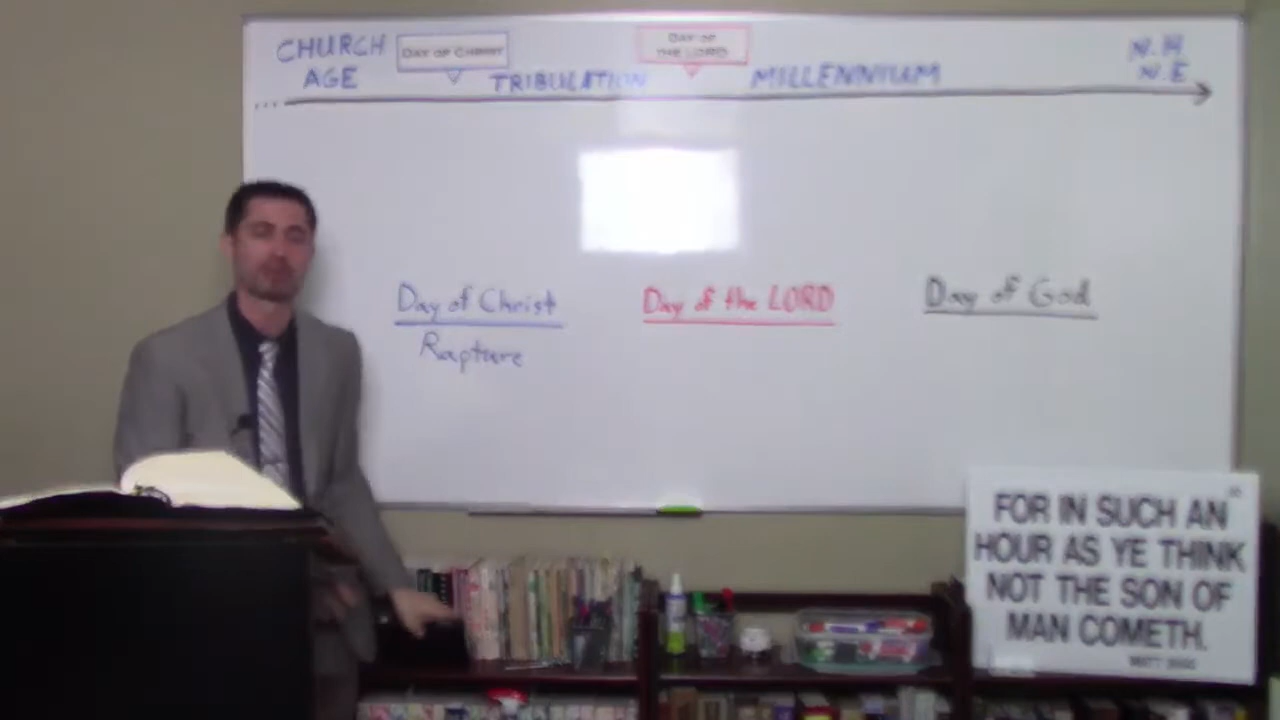 CHURCH
AGE
DAY OF CHRIST
TRIBULATION
DAY OF
THE LORD
MILLENNIUM
N.H
N.E
...
Day of Christ
Rapture
Day of the LORD
Day of God
FOR IN SUCH AN
HOUR AS YE THINK
NOT THE SON OF
MAN COMETH.
MATT